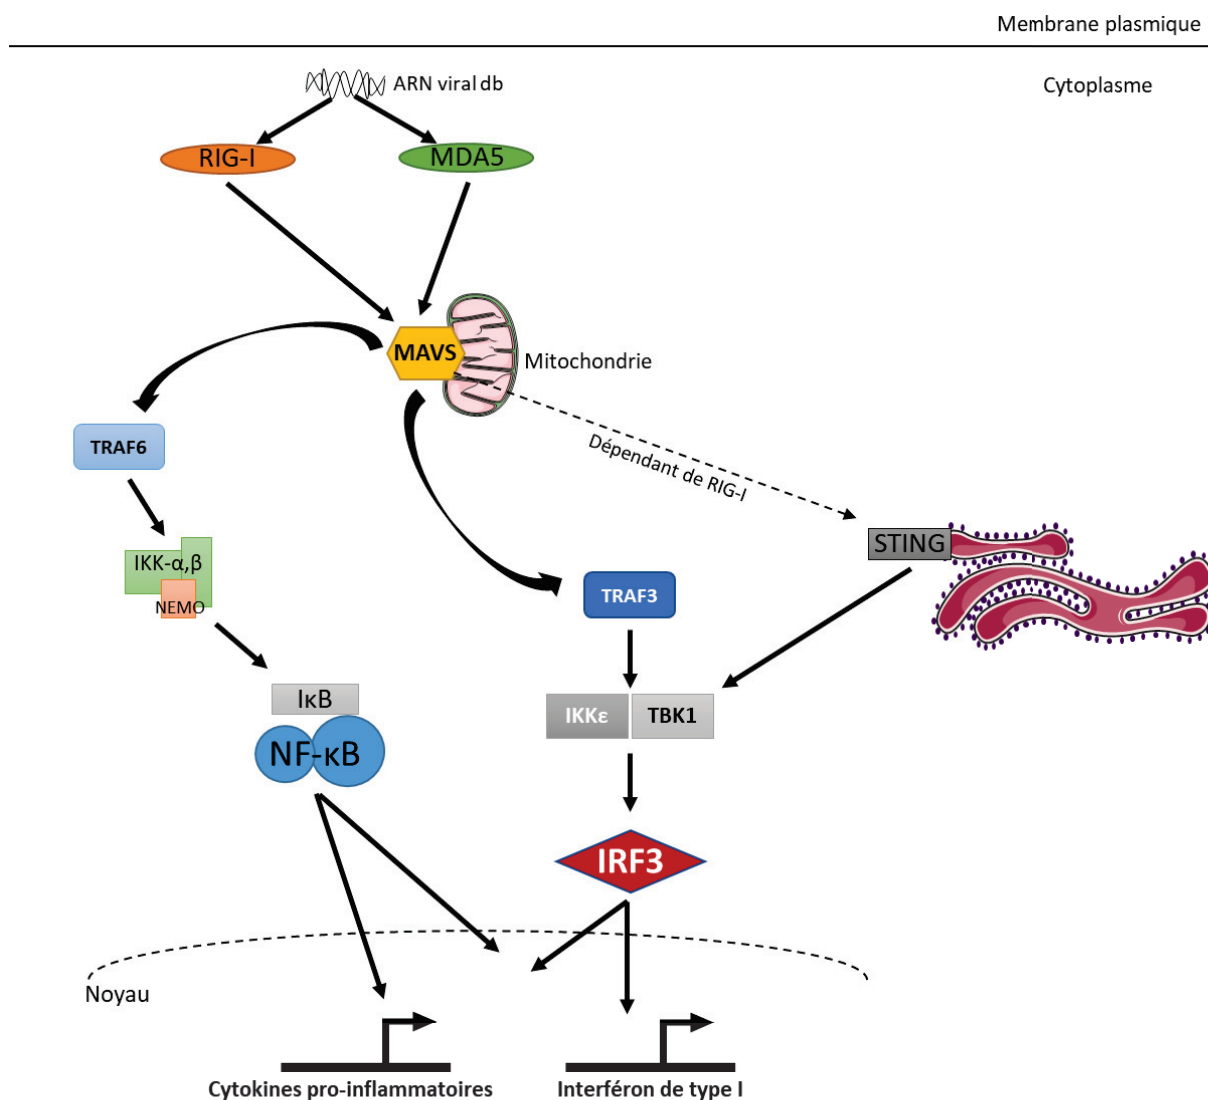 Membrane plasmique
ARN viral db
Cytoplasme
RIG-I
MDA5
MAVS
Mitochondrie
TRAF6
Dépendant de RIG-I
STING
IKK-α,β
NEMO
TRAF3
IκB
IKKε
TBK1
NF-κB
IRF3
Noyau
Cytokines pro-inflammatoires
Interféron de type I